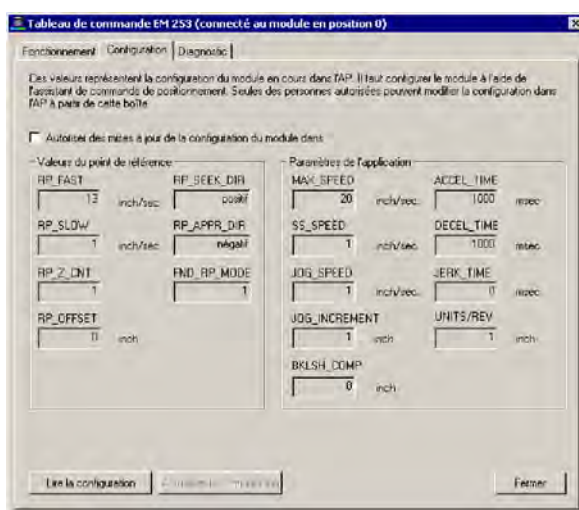 Tableau de commande EM 253 (connecté au module en position 0)
Fonctionnement Configuration Diagnostic
Ces valeurs représentent la configuration du module en cours dans l'AP. Il faut configurer le module à l'aide de
l'assistant de commande de positionnement. Seules des personnes autorisées peuvent modifier la configuration dans
l'AP à partir de cette boîte
Autoriser des mises à jour de la configuration du module dans
Valeurs du point de référence
RP_FAST RP_SEEK_DIR
13 inch/sec. positif
RP_SLOW RP_APPR_DIR
1 inch/sec. négatif
RP_Z_CNT FND_RP_MODE
1 1
RP_OFFSET
0 inch
Paramètres de l'application
MAX_SPEED ACCEL_TIME
20 inch/sec. 1000 msec
SS_SPEED DECEL_TIME
1 inch/sec. 1000 msec
JOG_SPEED JERK_TIME
1 inch/sec. 0 msec
JOG_INCREMENT UNITS/REV
1 inch 1 inch
BKLSH_COMP
0 inch
Lire la configuration Fermer